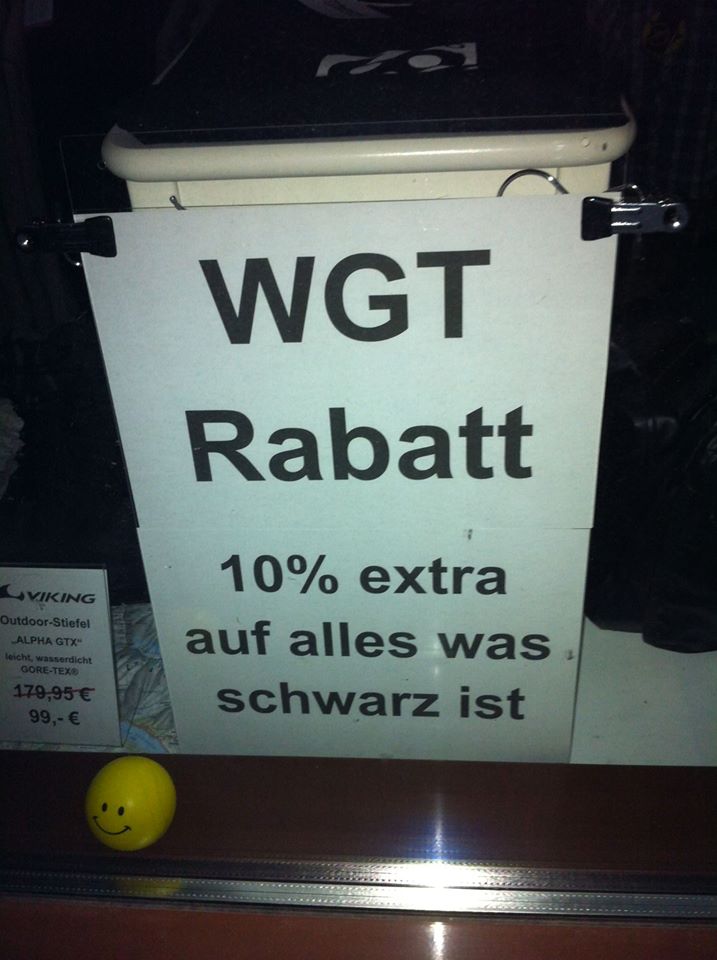 WGT
Rabatt
10% extra
auf alles was
schwarz ist
VIKING
Outdoor-Stiefel
„ALPHA GTX“
leicht, wasserdicht
GORE-TEX®
179,95 €
99,- €